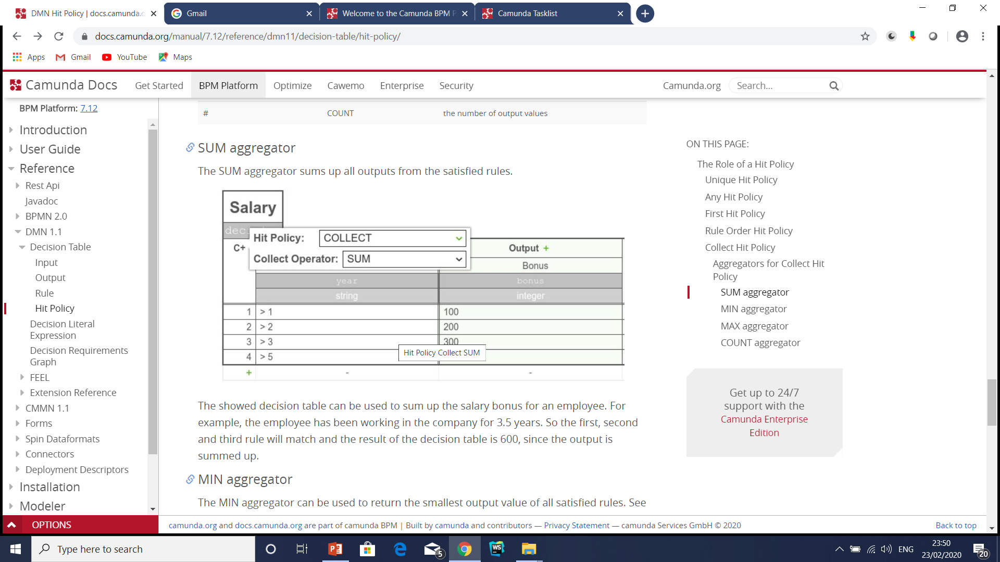 DMN Hit Policy | docs.camunda.o
Gmail
Welcome to the Camunda BPM P
Camunda Tasklist
docs.camunda.org/manual/7.12/reference/dmn11/decision-table/hit-policy/
Apps
Gmail
YouTube
Maps
Camunda Docs
Get Started
BPM Platform
Optimize
Cawemo
Enterprise
Security
Camunda.org
Search...
BPM Platform: 7.12
Introduction
User Guide
Reference
Rest Api
Javadoc
BPMN 2.0
DMN 1.1
Decision Table
Input
Output
Rule
Hit Policy
Decision Literal
Expression
Decision Requirements
Graph
FEEL
Extension Reference
CMMN 1.1
Forms
Spin Dataformats
Connectors
Deployment Descriptors
Installation
Modeler
OPTIONS
# COUNT the number of output values
SUM aggregator
The SUM aggregator sums up all outputs from the satisfied rules.
Salary
dec
Hit Policy: COLLECT
C+
Collect Operator: SUM
Output +
Bonus
year bonus
string integer
1 > 1 100
2 > 2 200
3 > 3 300
4 > 5
Hit Policy Collect SUM
+ - -
The showed decision table can be used to sum up the salary bonus for an employee. For
example, the employee has been working in the company for 3.5 years. So the first, second
and third rule will match and the result of the decision table is 600, since the output is
summed up.
MIN aggregator
The MIN aggregator can be used to return the smallest output value of all satisfied rules. See
ON THIS PAGE:
The Role of a Hit Policy
Unique Hit Policy
Any Hit Policy
First Hit Policy
Rule Order Hit Policy
Collect Hit Policy
Aggregators for Collect Hit
Policy
SUM aggregator
MIN aggregator
MAX aggregator
COUNT aggregator
Get up to 24/7
support with the
Camunda Enterprise
Edition
camunda.org and docs.camunda.org are part of camunda BPM | Built by camunda and contributors — Privacy Statement — camunda Services GmbH © 2020
Back to top
Type here to search
5
WS
ENG
23:50
23/02/2020
20